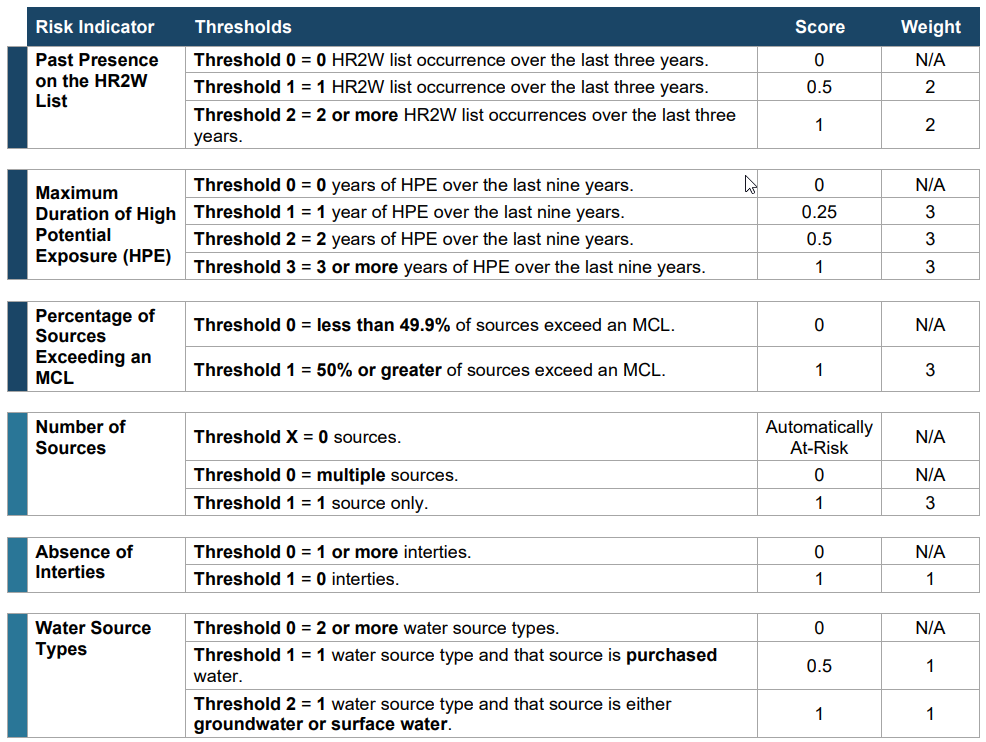 Risk Indicator Thresholds Score Weight
Past Presence
on the HR2W
List
Threshold 0 = 0 HR2W list occurrence over the last three years. 0 N/A
Threshold 1 = 1 HR2W list occurrence over the last three years. 0.5 2
Threshold 2 = 2 or more HR2W list occurrences over the last three
years.
1 2
Maximum
Duration of High
Potential
Exposure (HPE)
Threshold 0 = 0 years of HPE over the last nine years. 0 N/A
Threshold 1 = 1 year of HPE over the last nine years. 0.25 3
Threshold 2 = 2 years of HPE over the last nine years. 0.5 3
Threshold 3 = 3 or more years of HPE over the last nine years. 1 3
Percentage of
Sources
Exceeding an
MCL
Threshold 0 = less than 49.9% of sources exceed an MCL. 0 N/A
Threshold 1 = 50% or greater of sources exceed an MCL. 1 3
Number of
Sources
Threshold X = 0 sources.
Automatically
At-Risk
N/A
Threshold 0 = multiple sources. 0 N/A
Threshold 1 = 1 source only. 1 3
Absence of
Interties
Threshold 0 = 1 or more interties. 0 N/A
Threshold 1 = 0 interties. 1 1
Water Source
Types
Threshold 0 = 2 or more water source types. 0 N/A
Threshold 1 = 1 water source type and that source is purchased
water.
0.5 1
Threshold 2 = 1 water source type and that source is either
groundwater or surface water.
1 1